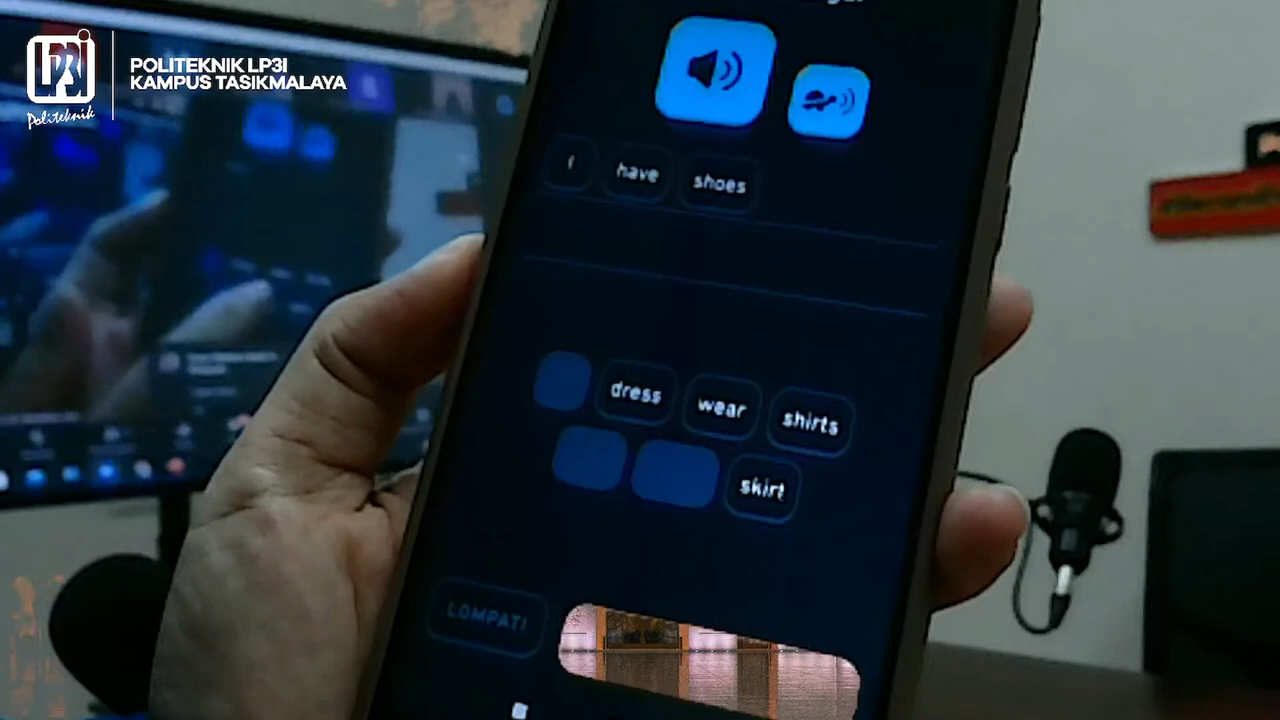 LP3I
Politeknik
POLITEKNIK LP3I
KAMPUS TASIKMALAYA
I have shoes
dress wear shirts
skirt
LOMPATI